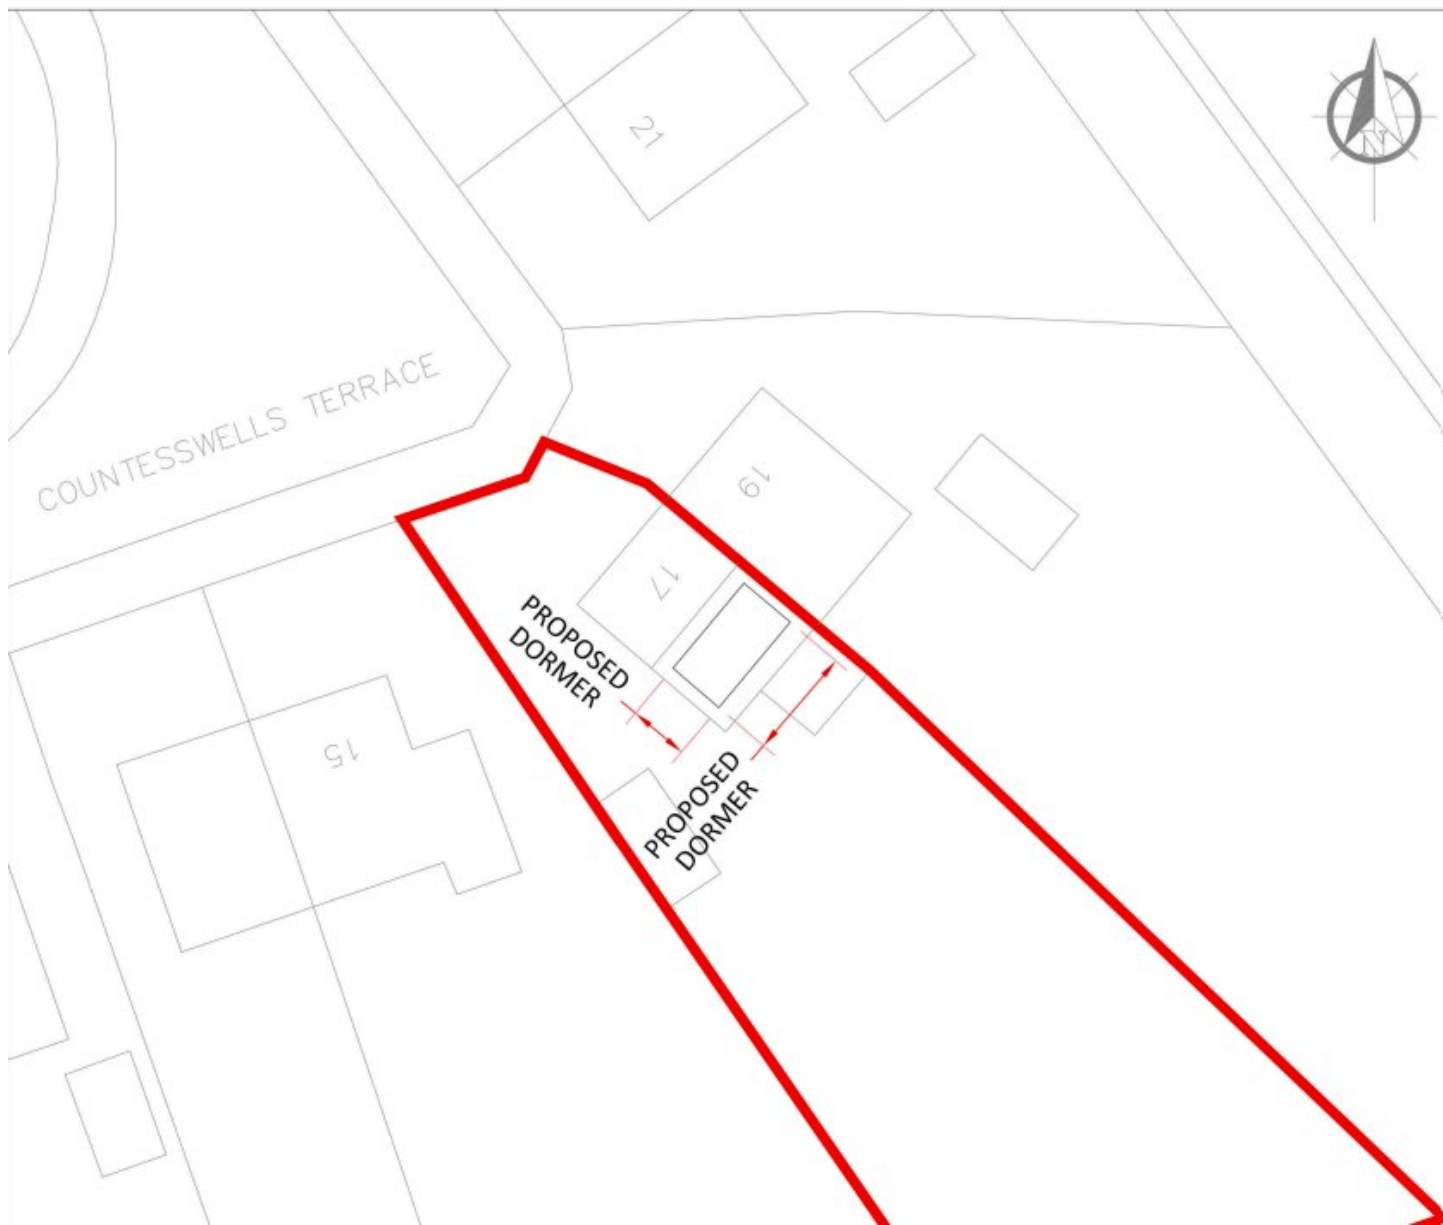 21
N
COUNTESSWELLS TERRACE
19
17
PROPOSED
DORMER
15
PROPOSED
DORMER